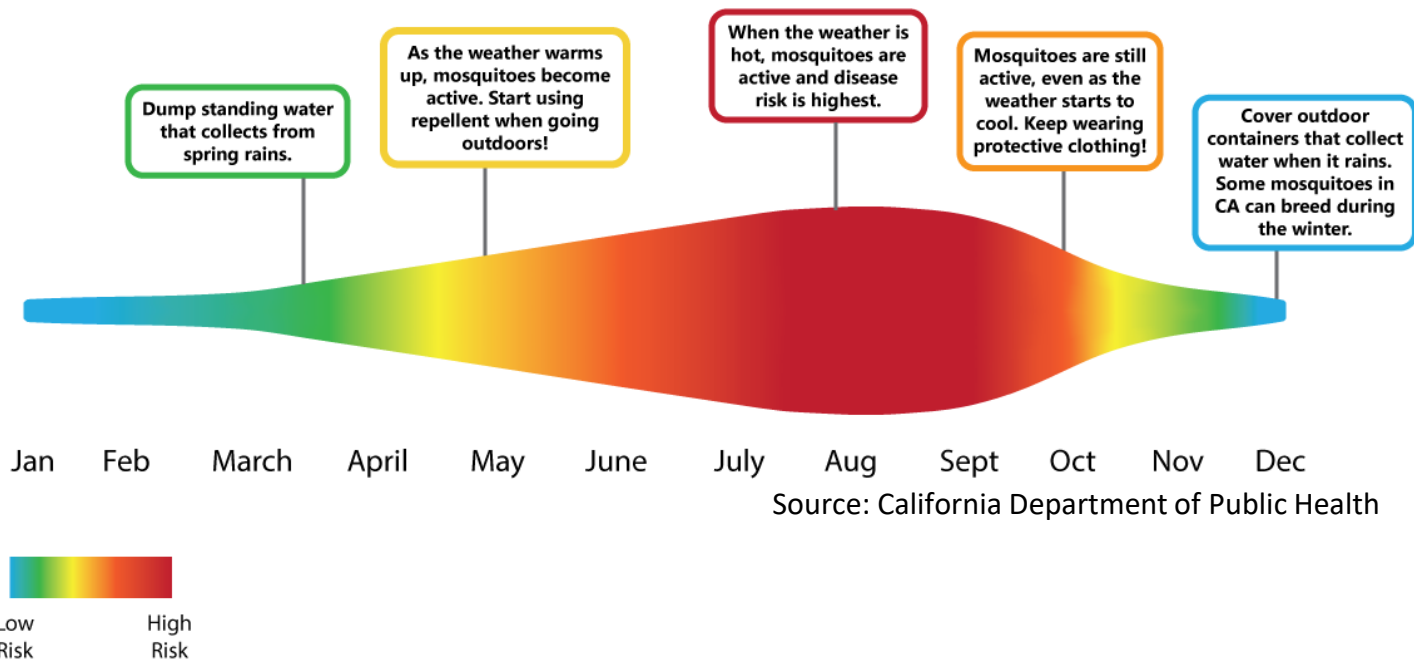 Dump standing water
that collects from
spring rains.
As the weather warms
up, mosquitoes become
active. Start using
repellent when going
outdoors!
When the weather is
hot, mosquitoes are
active and disease
risk is highest.
Mosquitoes are still
active, even as the
weather starts to
cool. Keep wearing
protective clothing!
Cover outdoor
containers that collect
water when it rains.
Some mosquitoes in
CA can breed during
the winter.
Jan Feb March April May June July Aug Sept Oct Nov Dec
Source: California Department of Public Health
Low High
Risk Risk